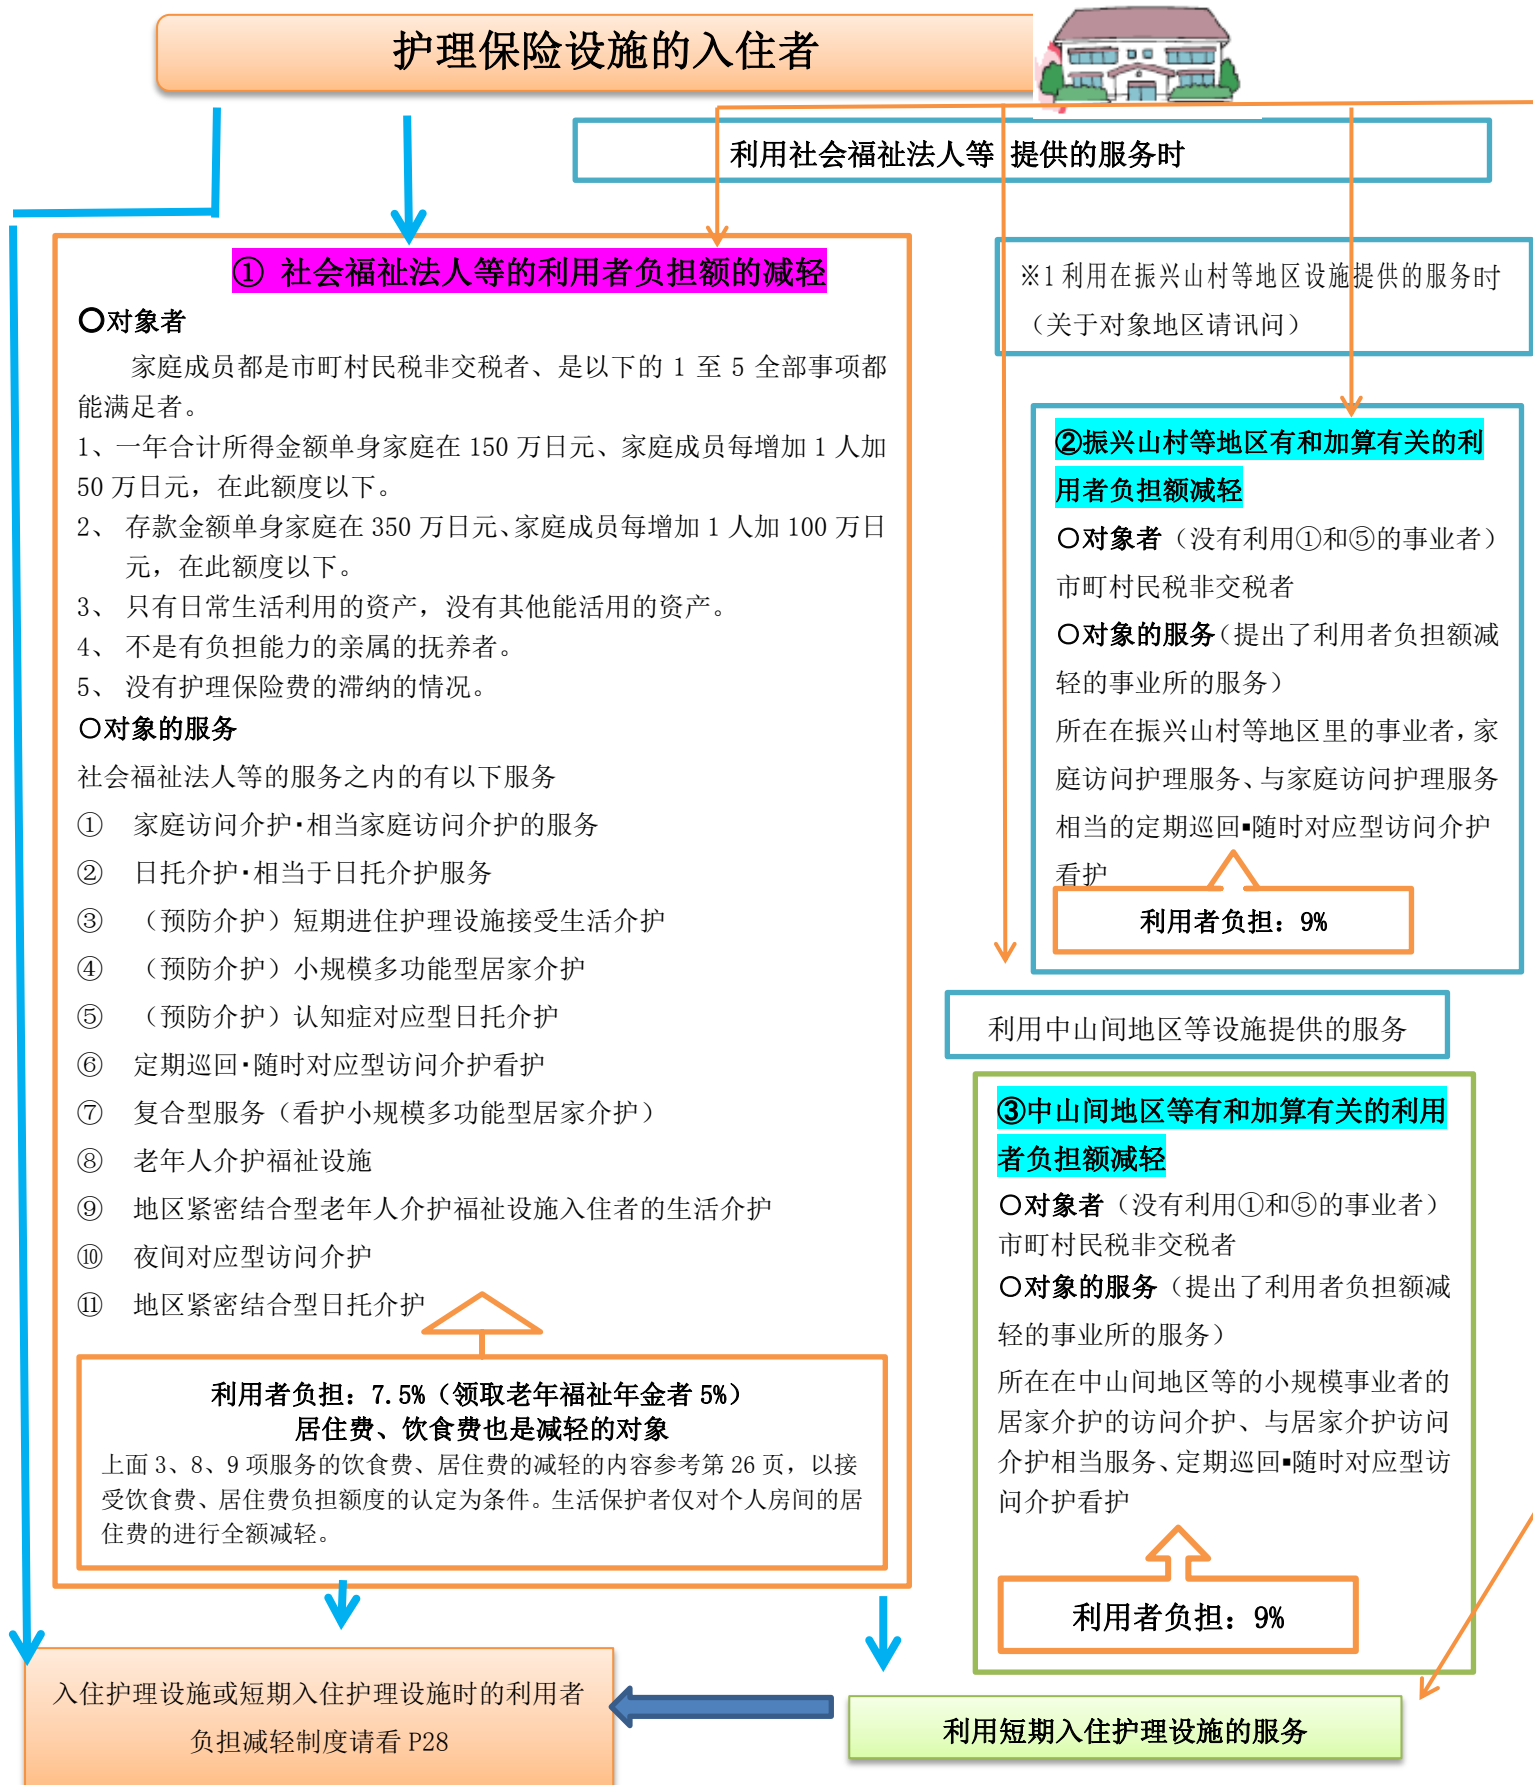 护理保险设施的入住者
利用社会福祉法人等 提供的服务时
① 社会福祉法人等的利用者负担额的减轻
〇对象者
家庭成员都是市町村民税非交税者、是以下的 1 至 5 全部事项都
能满足者。
1、一年合计所得金额单身家庭在 150 万日元、家庭成员每增加 1 人加
50 万日元，在此额度以下。
2、 存款金额单身家庭在 350 万日元、家庭成员每增加 1 人加 100 万日
元，在此额度以下。
3、 只有日常生活利用的资产，没有其他能活用的资产。
4、 不是有负担能力的亲属的抚养者。
5、 没有护理保险费的滞纳的情况。
〇对象的服务
社会福祉法人等的服务之内的有以下服务
① 家庭访问介护・相当家庭访问介护的服务
② 日托介护・相当于日托介护服务
③ （预防介护）短期进住护理设施接受生活介护
④ （预防介护）小规模多功能型居家介护
⑤ （预防介护）认知症对应型日托介护
⑥ 定期巡回・随时对应型访问介护看护
⑦ 复合型服务（看护小规模多功能型居家介护）
⑧ 老年人介护福祉设施
⑨ 地区紧密结合型老年人介护福祉设施入住者的生活介护
⑩ 夜间对应型访问介护
⑪ 地区紧密结合型日托介护
利用者负担：7.5%（领取老年福祉年金者 5%）
居住费、饮食费也是减轻的对象
上面 3、8、9 项服务的饮食费、居住费的减轻的内容参考第 26 页，以接
受饮食费、居住费负担额度的认定为条件。生活保护者仅对个人房间的居
住费的进行全额减轻。
※1 利用在振兴山村等地区设施提供的服务时
（关于对象地区请讯问）
②振兴山村等地区有和加算有关的利
用者负担额减轻
〇对象者（没有利用①和⑤的事业者）
市町村民税非交税者
〇对象的服务（提出了利用者负担额减
轻的事业所的服务）
所在在振兴山村等地区里的事业者，家
庭访问护理服务、与家庭访问护理服务
相当的定期巡回▪随时对应型访问介护
看护
利用者负担：9%
利用中山间地区等设施提供的服务
③中山间地区等有和加算有关的利用
者负担额减轻
〇对象者（没有利用①和⑤的事业者）
市町村民税非交税者
〇对象的服务（提出了利用者负担额减
轻的事业所的服务）
所在在中山间地区等的小规模事业者的
居家介护的访问介护、与居家介护访问
介护相当服务、定期巡回▪随时对应型访
问介护看护
利用者负担：9%
入住护理设施或短期入住护理设施时的利用者
负担减轻制度请看 P28
利用短期入住护理设施的服务